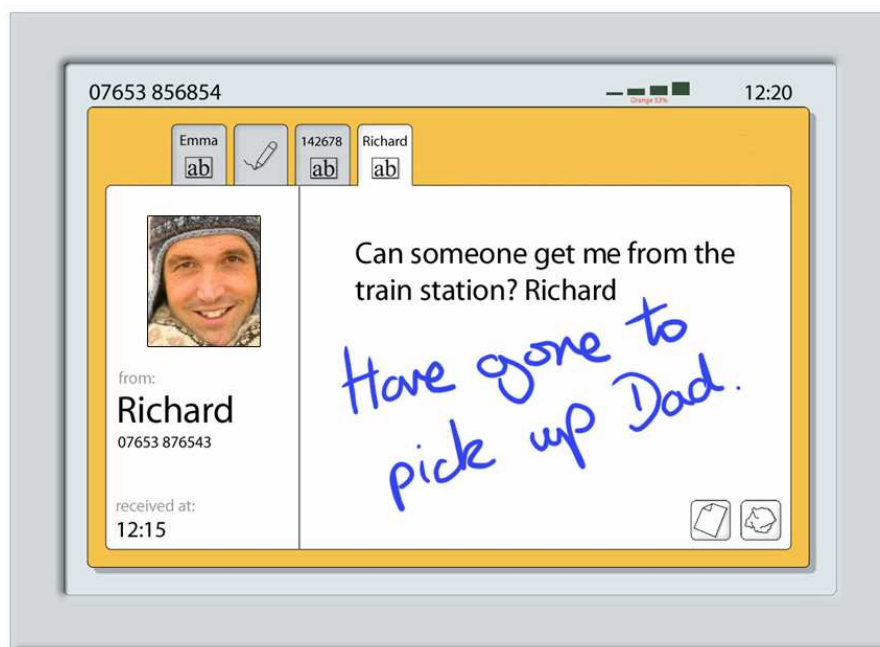 07653 856854
Orange 33%
12:20
Emma
ab
142678
ab
Richard
ab
Can someone get me from the
train station? Richard
Have gone to
pick up Dad.
from:
Richard
07653 876543
received at:
12:15